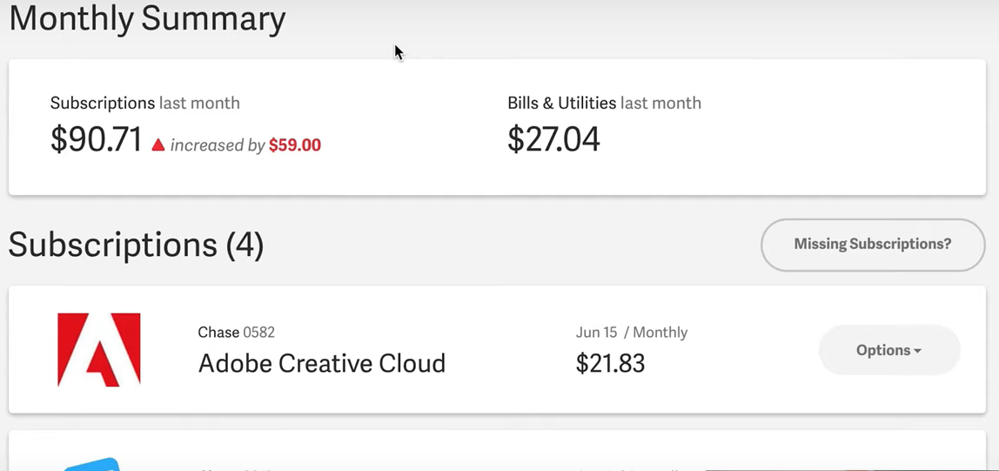 Monthly Summary
Subscriptions last month
$90.71 increased by $59.00
Bills & Utilities last month
$27.04
Subscriptions (4)
Missing Subscriptions?
Chase 0582
Adobe Creative Cloud
Jun 15 / Monthly
$21.83
Options